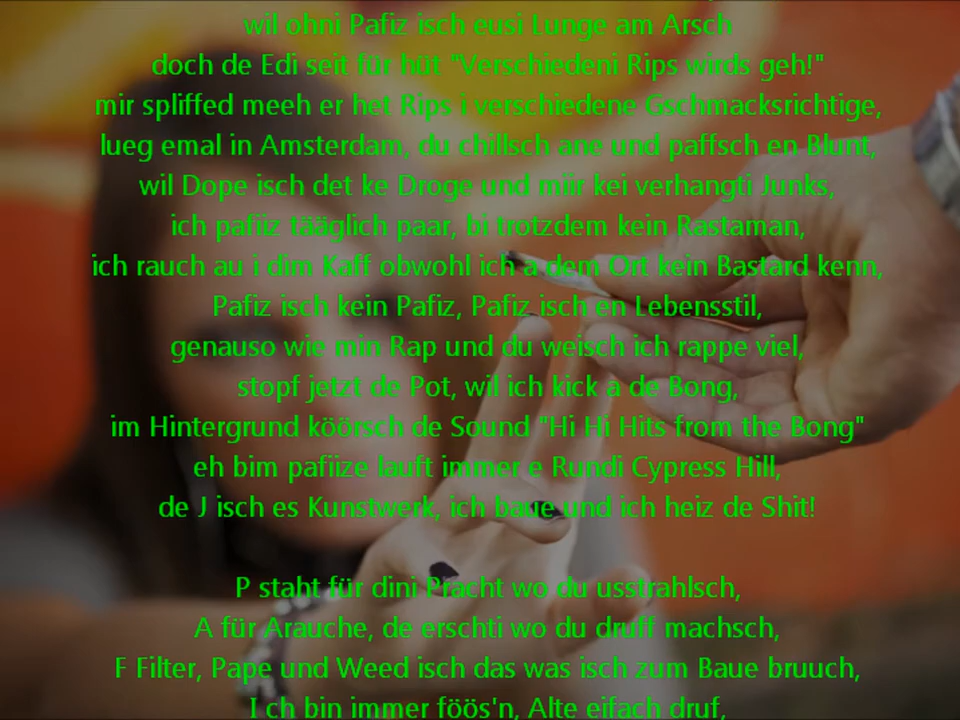 wil ohni Pafiz isch eusi Lunge am Arsch
doch de Edi seit für hüt "Verschiedeni Rips wirds geh!"
mir spliffed meeh er het Rips i verschiedene Gschmacksrichtige,
lueg emal in Amsterdam, du chillsch ane und paffsch en Blunt,
wil Dope isch det ke Droge und miir kei verhangti Junks,
ich pafiiz tääglich paar, bi trotzdem kein Rastaman,
ich rauch au i dim Kaff obwohl ich a dem Ort kein Bastard kenn,
Pafiz isch kein Pafiz, Pafiz isch en Lebensstil,
genauso wie min Rap und du weisch ich rappe viel,
stopf jetzt de Pot, wil ich kick a de Bong,
im Hintergrund köörsch de Sound "Hi Hi Hits from the Bong"
eh bim pafiize lauft immer e Rundi Cypress Hill,
de J isch es Kunstwerk, ich baue und ich heiz de Shit!
P staht für dini Pracht wo du usstrahlsch,
A für Arauche, de erschti wo du druff machsch,
F Filter, Pape und Weed isch das was isch zum Baue bruuch,
I ch bin immer föös'n, Alte eifach druf,